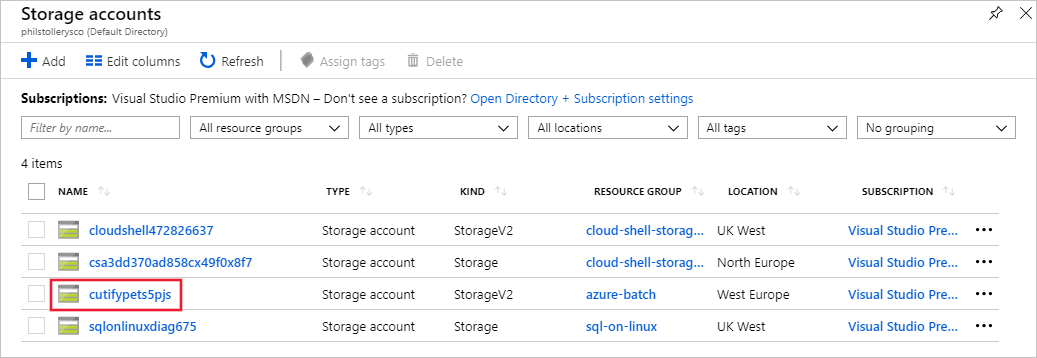 Storage accounts
philstollerysco (Default Directory)
Add Edit columns Refresh Assign tags Delete
Subscriptions: Visual Studio Premium with MSDN – Don't see a subscription? Open Directory + Subscription settings
Filter by name... All resource groups All types All locations All tags No grouping
4 items
NAME TYPE KIND RESOURCE GROUP LOCATION SUBSCRIPTION
cloudshell472826637 Storage account StorageV2 cloud-shell-storag... UK West Visual Studio Pre... •••
csa3dd370ad858cx49f0x8f7 Storage account Storage cloud-shell-storag... North Europe Visual Studio Pre... •••
cutifypets5pjs Storage account StorageV2 azure-batch West Europe Visual Studio Pre... •••
sqlonlinuxdiag675 Storage account Storage sql-on-linux UK West Visual Studio Pre... •••